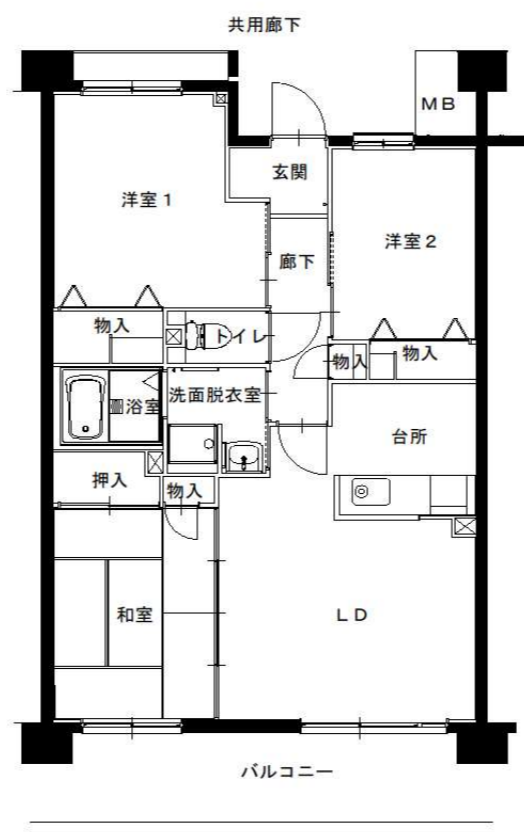 共用廊下
MB
玄関
洋室1
洋室2
廊下
物入
トイレ
物入
物入
洗面脱衣室
浴室
台所
押入
物入
和室
LD
バルコニー